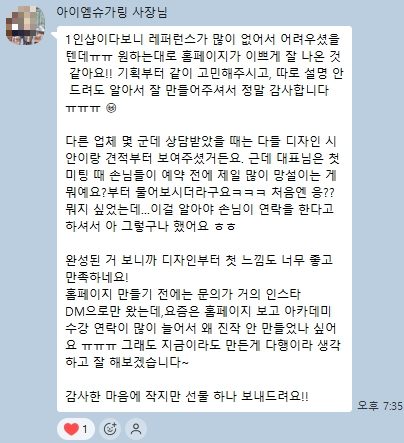 아이엠슈가링 사장님
1인샵이다보니 레퍼런스가 많이 없어서 어려우셨을
텐데ㅠㅠ 원하는대로 홈페이지가 이쁘게 잘 나온 것
같아요!! 기획부터 같이 고민해주시고, 따로 설명 안
드려도 알아서 잘 만들어주셔서 정말 감사합니다
ㅠㅠㅠ 😄
다른 업체 몇 군데 상담받았을 때는 다들 디자인 시
안이랑 견적부터 보여주셨거든요. 근데 대표님은 첫
미팅 때 손님들이 예약 전에 제일 많이 망설이는 게
뭐예요?부터 물어보시더라구요ㅋㅋㅋ 처음엔 응??
뭐지 싶었는데...이걸 알아야 손님이 연락을 한다고
하셔서 아 그렇구나 했어요 ㅎㅎ
완성된 거 보니까 디자인부터 첫 느낌도 너무 좋고
만족하네요!
홈페이지 만들기 전에는 문의가 거의 인스타
DM으로만 왔는데,요즘은 홈페이지 보고 아카데미
수강 연락이 많이 늘어서 왜 진작 안 만들었나 싶어
요 ㅠㅠㅠ 그래도 지금이라도 만든게 다행이라 생각
하고 잘 해보겠습니다~
감사한 마음에 작지만 선물 하나 보내드려요!!
오후 7:35
1